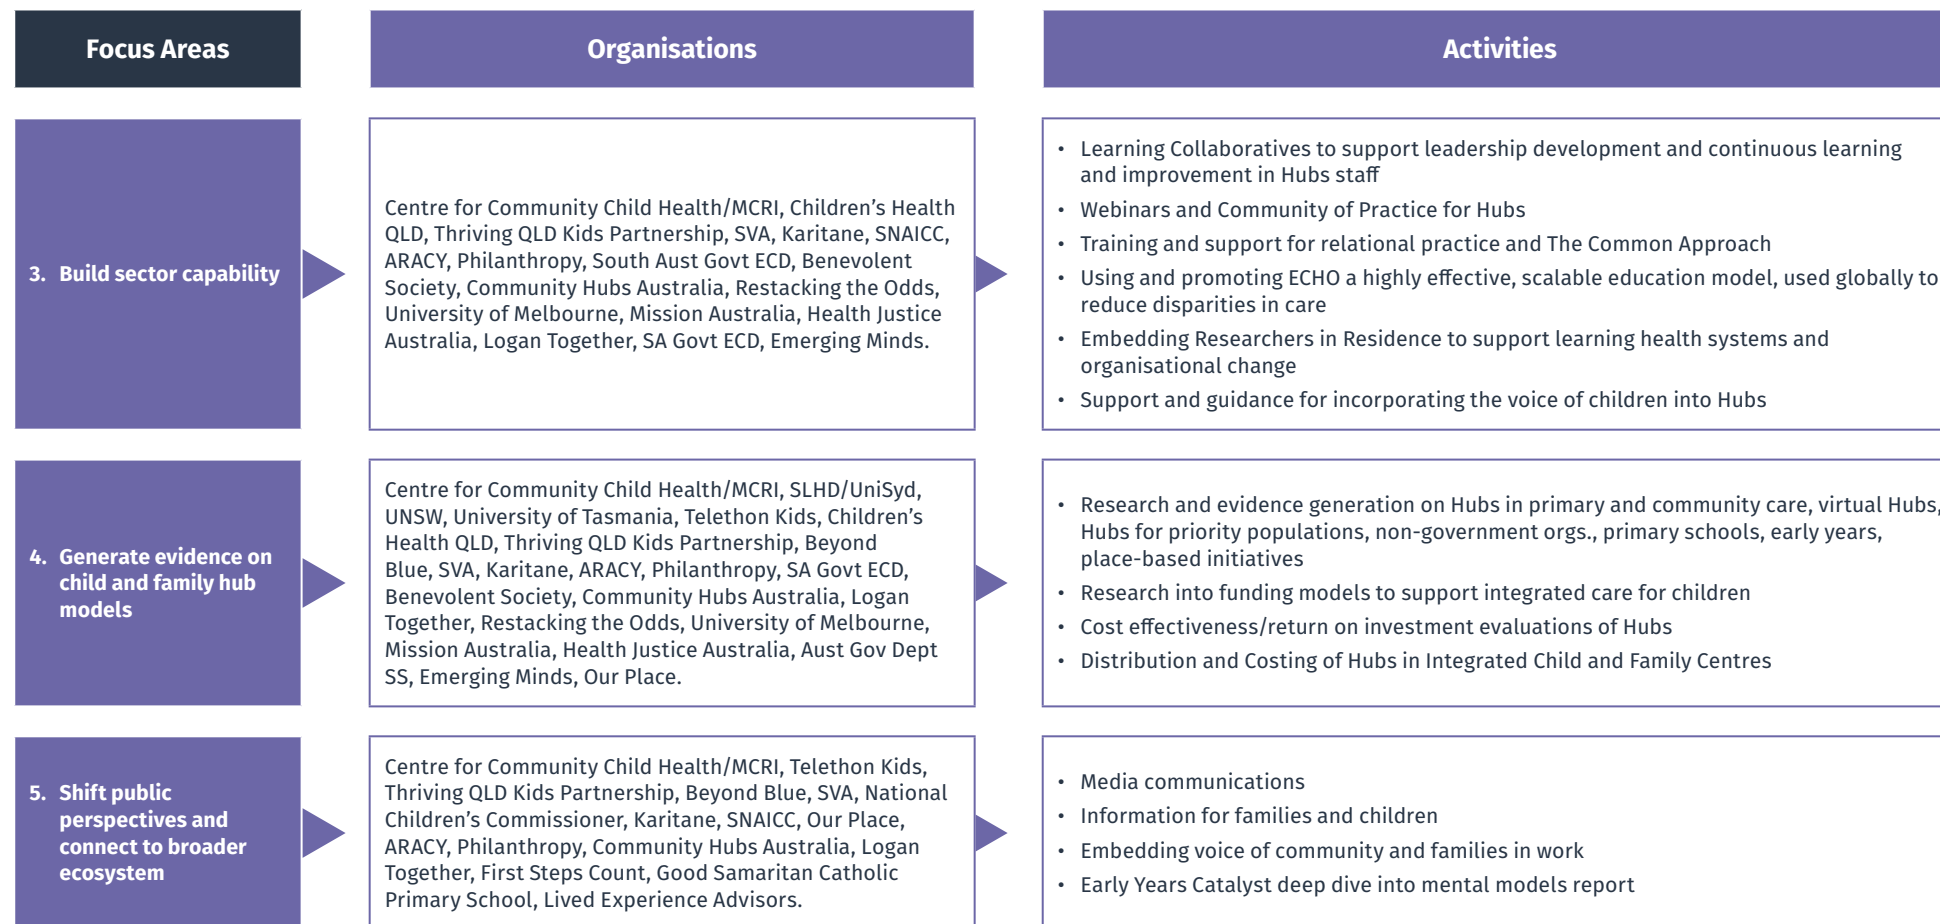 Focus Areas
Organisations
Activities
3. Build sector capability
Centre for Community Child Health/MCRI, Children’s Health
QLD, Thriving QLD Kids Partnership, SVA, Karitane, SNAICC,
ARACY, Philanthropy, South Aust Govt ECD, Benevolent
Society, Community Hubs Australia, Restacking the Odds,
University of Melbourne, Mission Australia, Health Justice
Australia, Logan Together, SA Govt ECD, Emerging Minds.
• Learning Collaboratives to support leadership development and continuous learning
and improvement in Hubs staff
• Webinars and Community of Practice for Hubs
• Training and support for relational practice and The Common Approach
• Using and promoting ECHO a highly effective, scalable education model, used globally to
reduce disparities in care
• Embedding Researchers in Residence to support learning health systems and
organisational change
• Support and guidance for incorporating the voice of children into Hubs
4. Generate evidence on
child and family hub
models
Centre for Community Child Health/MCRI, SLHD/UniSyd,
UNSW, University of Tasmania, Telethon Kids, Children’s
Health QLD, Thriving QLD Kids Partnership, Beyond
Blue, SVA, Karitane, ARACY, Philanthropy, SA Govt ECD,
Benevolent Society, Community Hubs Australia, Logan
Together, Restacking the Odds, University of Melbourne,
Mission Australia, Health Justice Australia, Aust Gov Dept
SS, Emerging Minds, Our Place.
• Research and evidence generation on Hubs in primary and community care, virtual Hubs,
Hubs for priority populations, non-government orgs., primary schools, early years,
place-based initiatives
• Research into funding models to support integrated care for children
• Cost effectiveness/return on investment evaluations of Hubs
• Distribution and Costing of Hubs in Integrated Child and Family Centres
5. Shift public
perspectives and
connect to broader
ecosystem
Centre for Community Child Health/MCRI, Telethon Kids,
Thriving QLD Kids Partnership, Beyond Blue, SVA, National
Children’s Commissioner, Karitane, SNAICC, Our Place,
ARACY, Philanthropy, Community Hubs Australia, Logan
Together, First Steps Count, Good Samaritan Catholic
Primary School, Lived Experience Advisors.
• Media communications
• Information for families and children
• Embedding voice of community and families in work
• Early Years Catalyst deep dive into mental models report